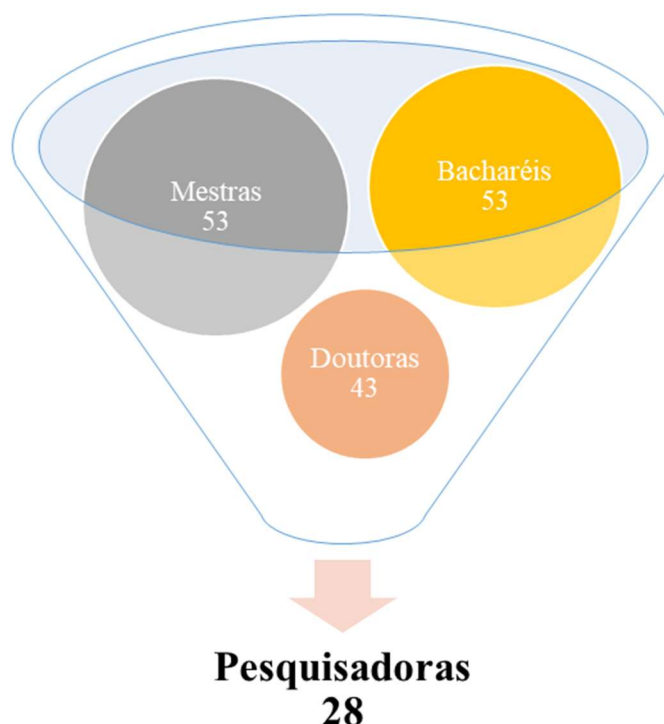 Mestras
53
Bacharéis
53
Doutoras
43
Pesquisadoras
28